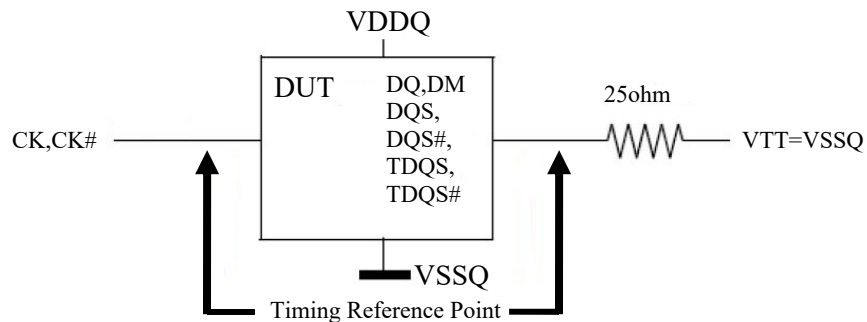 VDDQ
DUT
DQ,DM
DQS,
DQS#,
TDQS,
TDQS#
25ohm
CK,CK#
VTT=VSSQ
VSSQ
Timing Reference Point